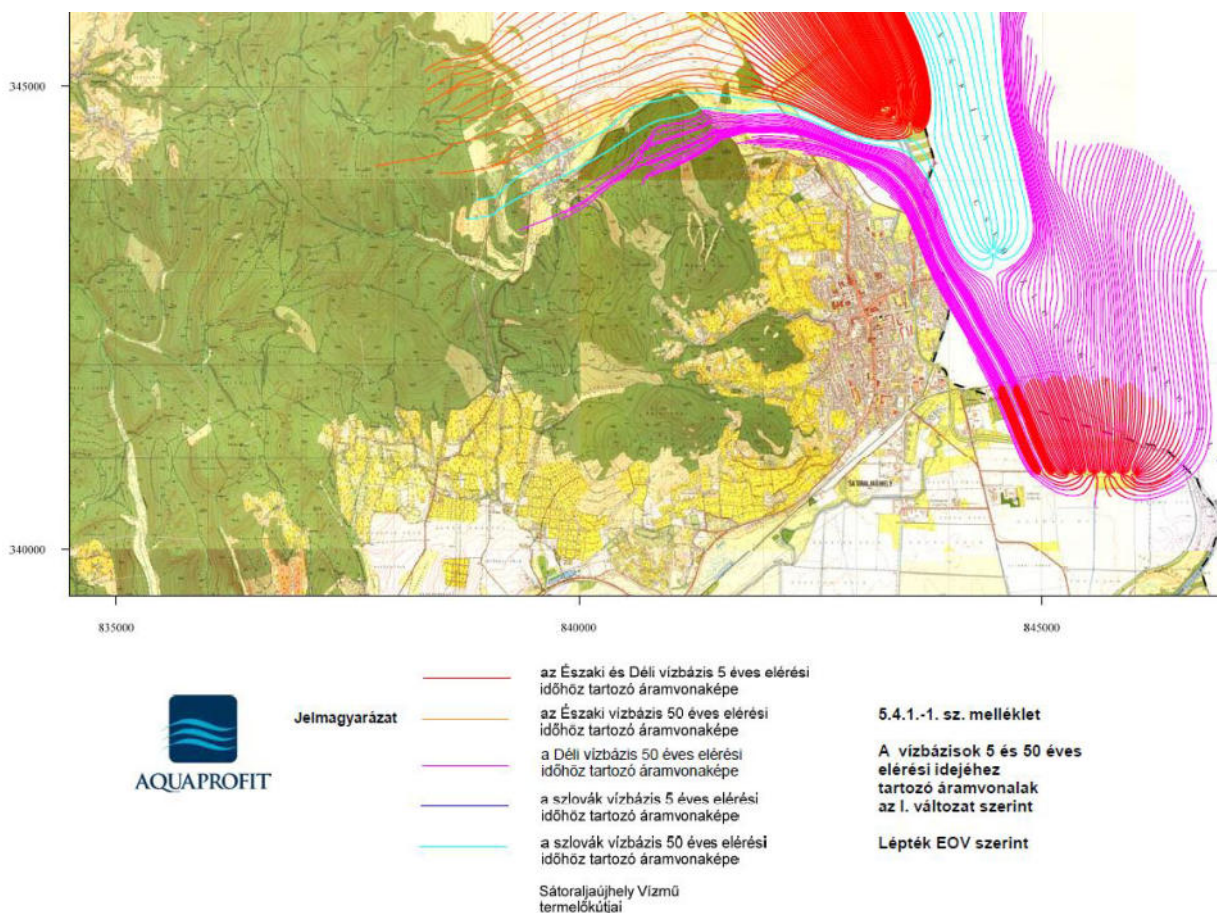 345000
340000
835000
840000
845000
SÁTORALJAÚJHELY
AQUAPROFIT
Jelmagyarázat
az Északi és Déli vízbázis 5 éves elérési
időhöz tartozó áramvonaképe
az Északi vízbázis 50 éves elérési
időhöz tartozó áramvonaképe
a Déli vízbázis 50 éves elérési
időhöz tartozó áramvonaképe
a szlovák vízbázis 5 éves elérési
időhöz tartozó áramvonaképe
a szlovák vízbázis 50 éves elérési
időhöz tartozó áramvonaképe
Sátoraljaújhely Vízmű
termelőkútjai
5.4.1.-1. sz. melléklet
A vízbázisok 5 és 50 éves
elérési idejéhez
tartozó áramvonalak
az I. változat szerint
Lépték EOV szerint